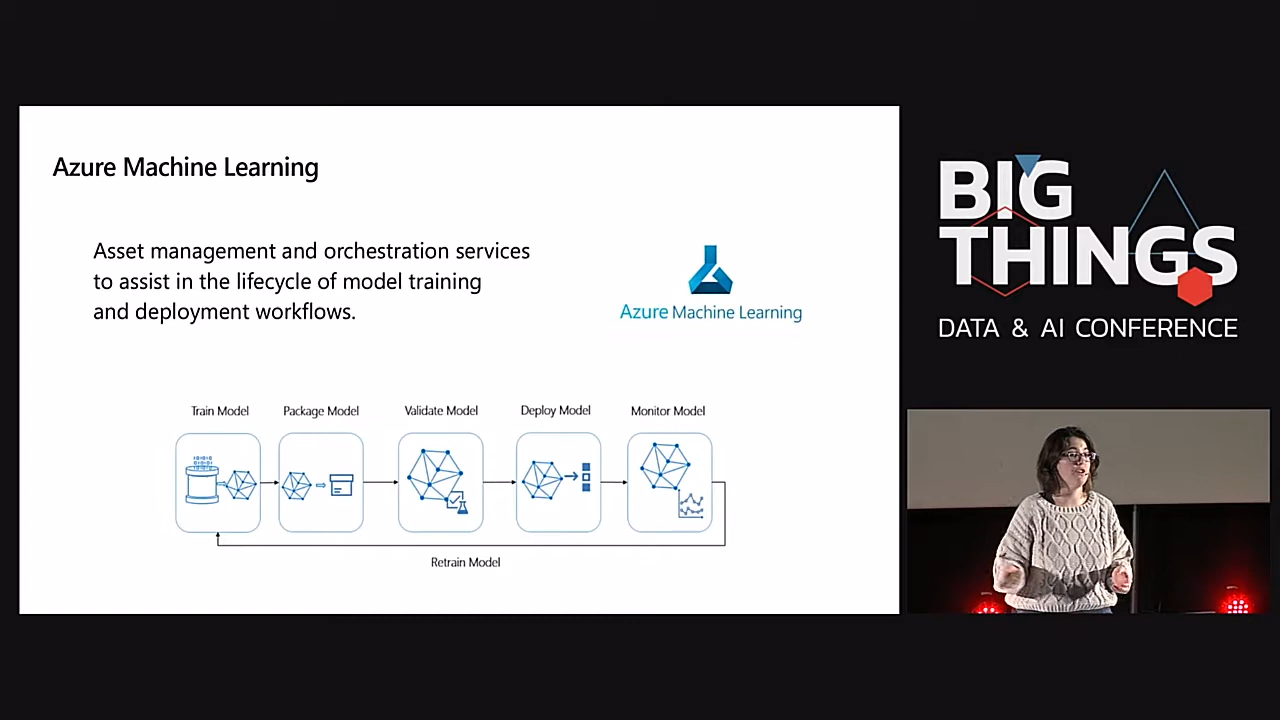 Azure Machine Learning
Asset management and orchestration services
to assist in the lifecycle of model training
and deployment workflows.
Azure Machine Learning
Train Model
Package Model
Validate Model
Deploy Model
Monitor Model
Retrain Model
BIG
THINGS
DATA & AI CONFERENCE